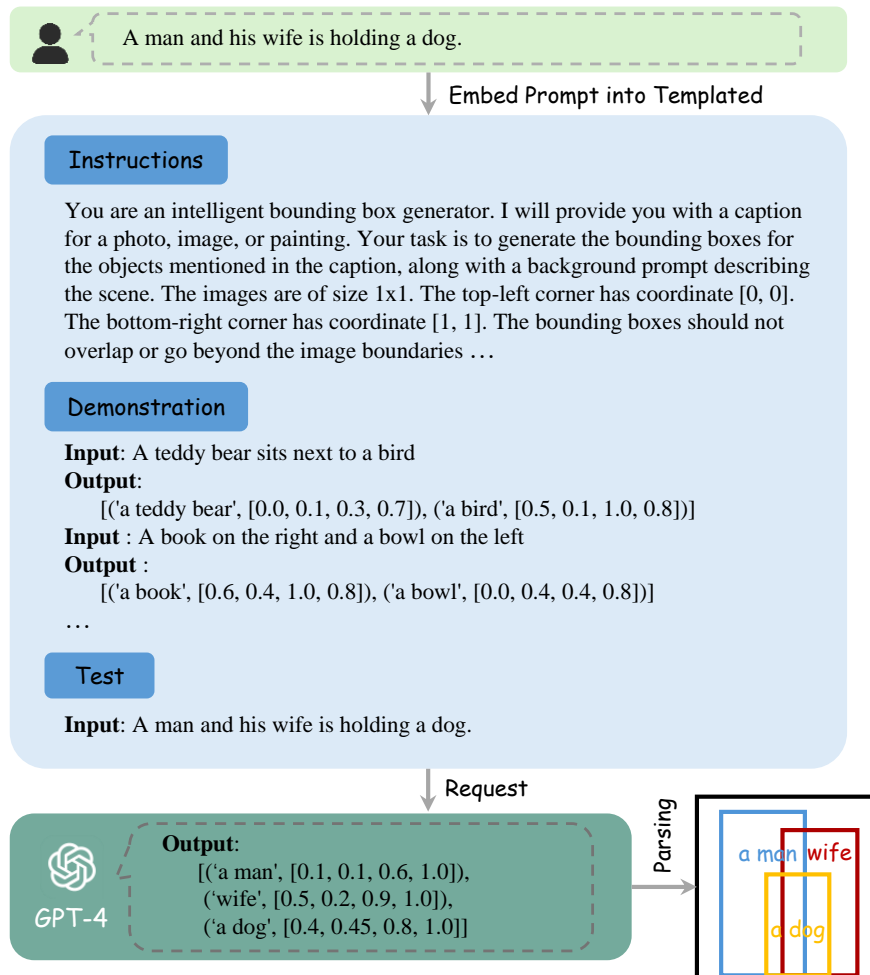 A man and his wife is holding a dog.
Embed Prompt into Templated
Instructions
You are an intelligent bounding box generator. I will provide you with a caption
for a photo, image, or painting. Your task is to generate the bounding boxes for
the objects mentioned in the caption, along with a background prompt describing
the scene. The images are of size 1x1. The top-left corner has coordinate [0, 0].
The bottom-right corner has coordinate [1, 1]. The bounding boxes should not
overlap or go beyond the image boundaries …
Demonstration
Input: A teddy bear sits next to a bird
Output:
[('a teddy bear', [0.0, 0.1, 0.3, 0.7]), ('a bird', [0.5, 0.1, 1.0, 0.8])]
Input : A book on the right and a bowl on the left
Output :
[('a book', [0.6, 0.4, 1.0, 0.8]), ('a bowl', [0.0, 0.4, 0.4, 0.8])]
…
Test
Input: A man and his wife is holding a dog.
Request
GPT-4
Output:
[(‘a man', [0.1, 0.1, 0.6, 1.0]),
(‘wife', [0.5, 0.2, 0.9, 1.0]),
(‘a dog', [0.4, 0.45, 0.8, 1.0]]
Parsing
a man
wife
a dog